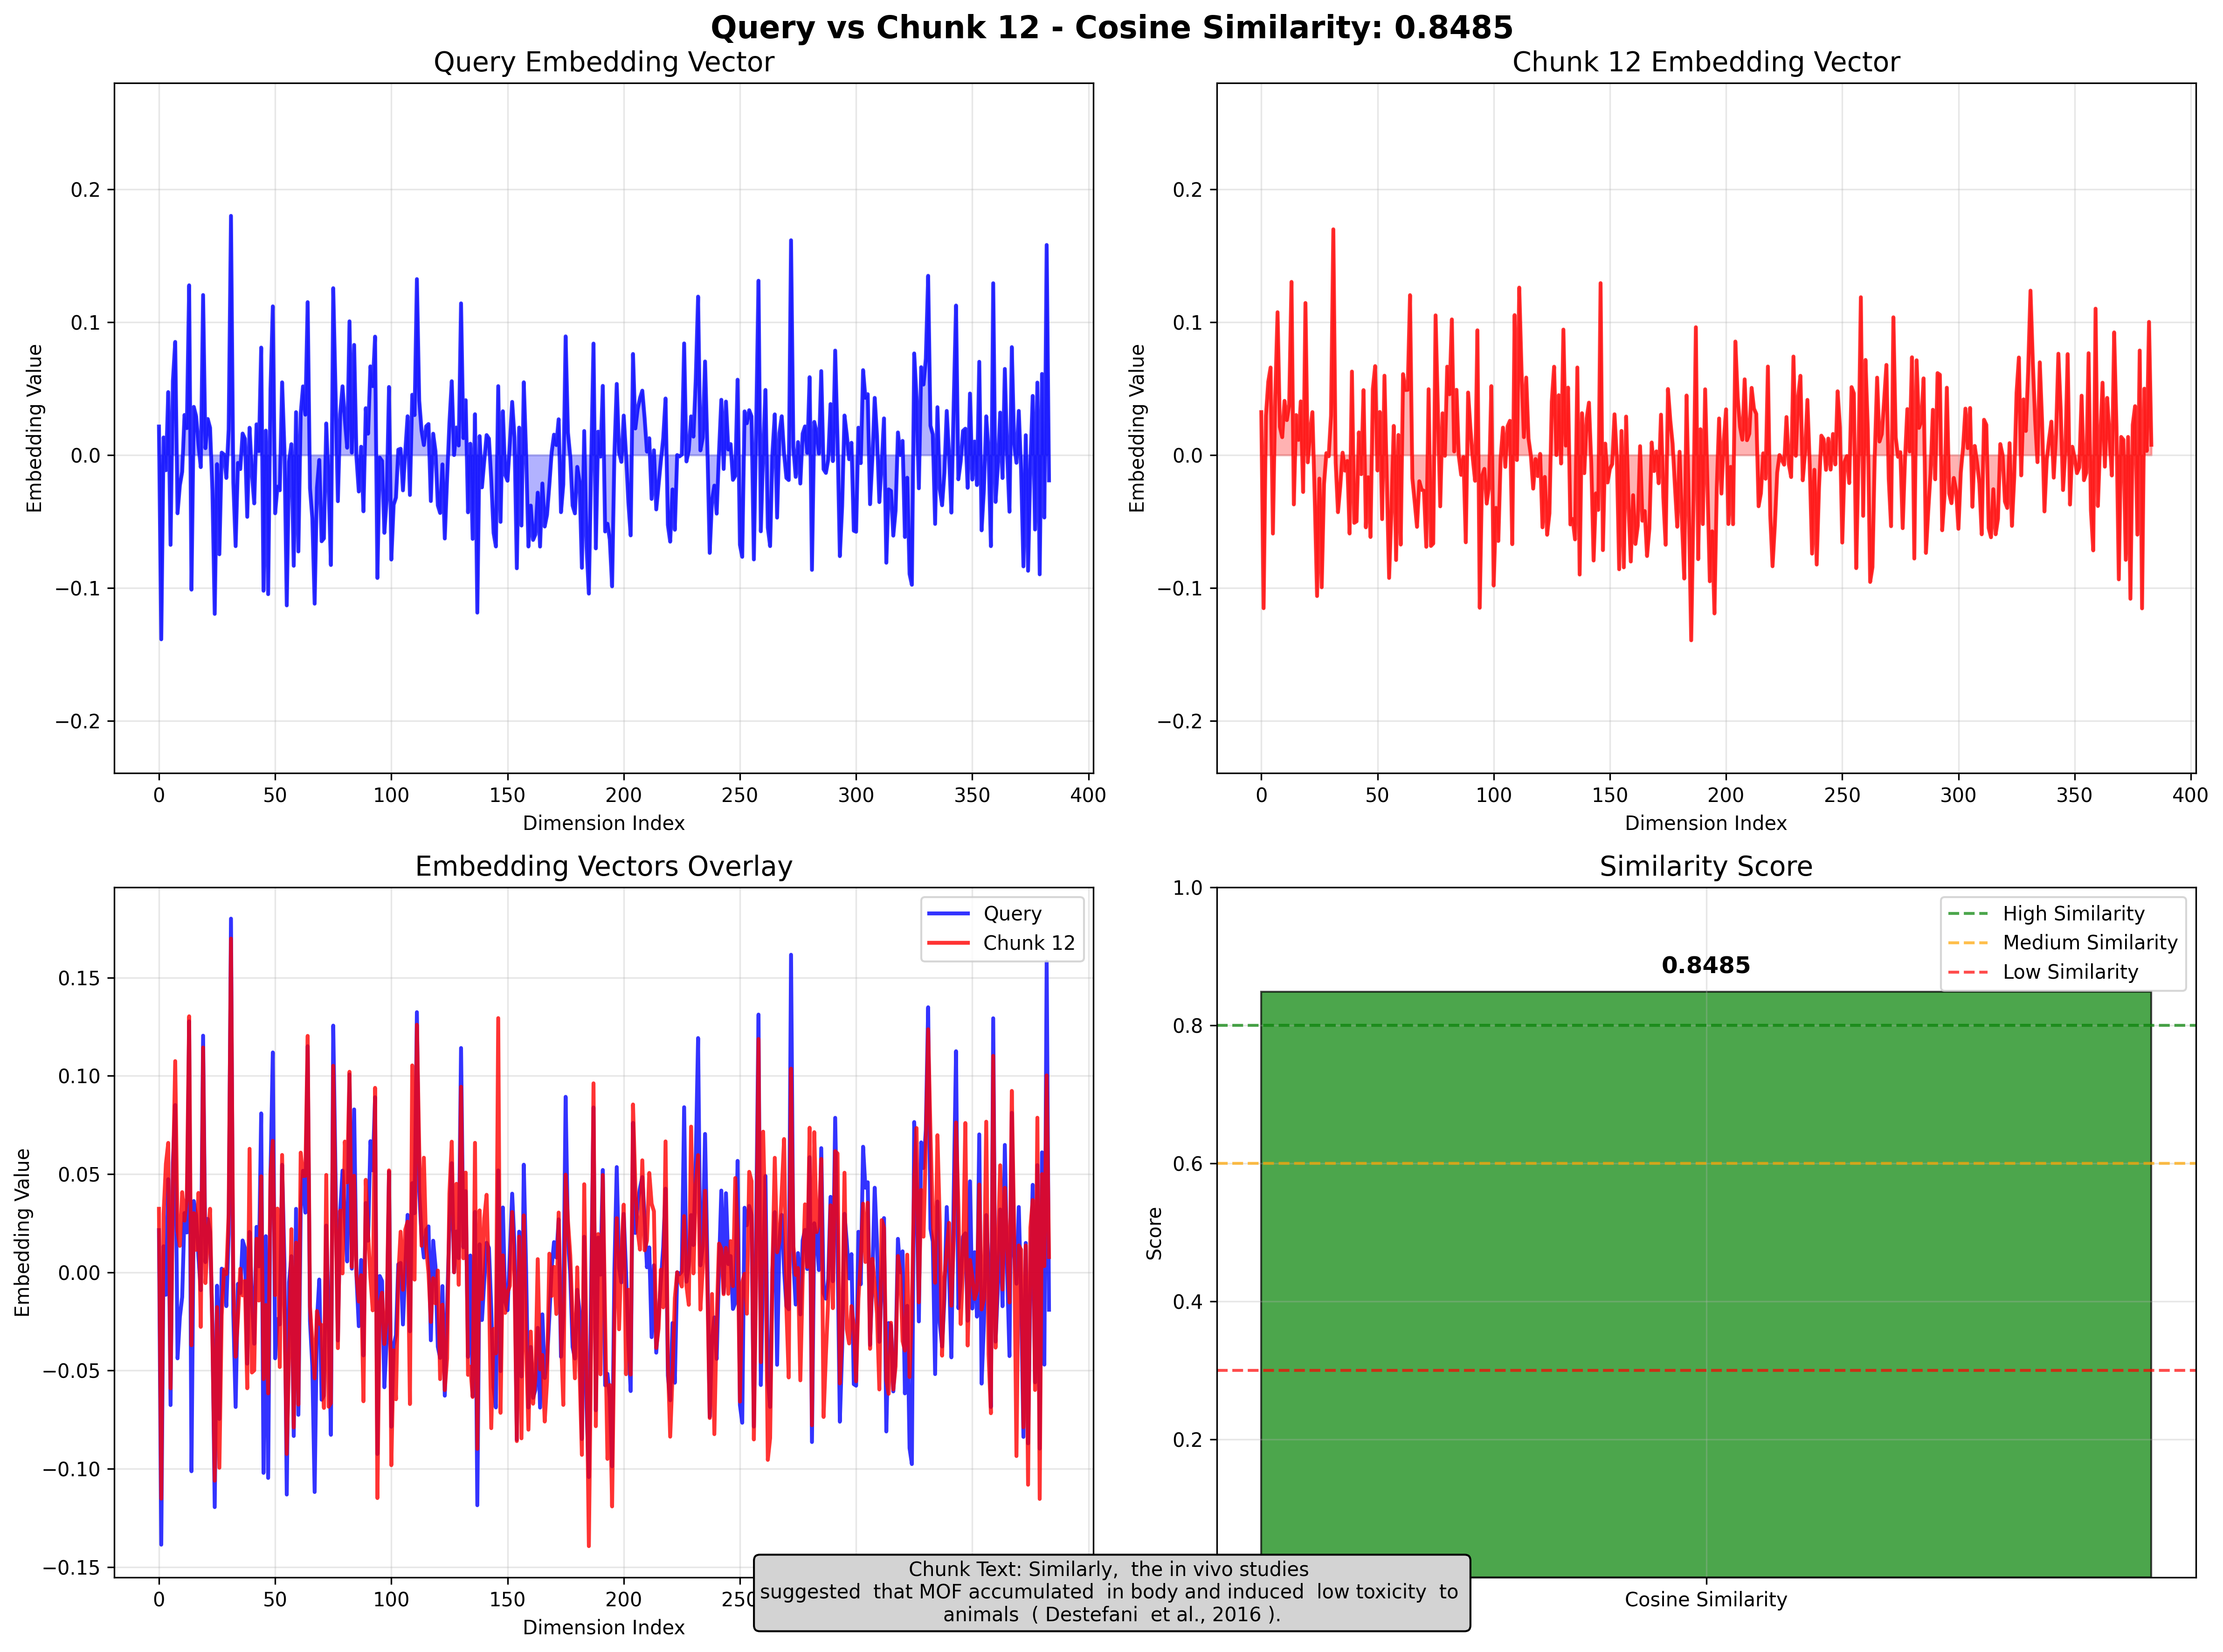 Query vs Chunk 12 - Cosine Similarity: 0.8485
Query Embedding Vector
Embedding Value
0.2
0.1
0.0
−0.1
−0.2
0 50 100 150 200 250 300 350 400
Dimension Index
Chunk 12 Embedding Vector
Embedding Value
0.2
0.1
0.0
−0.1
−0.2
0 50 100 150 200 250 300 350 400
Dimension Index
Embedding Vectors Overlay
Query
Chunk 12
Embedding Value
0.15
0.10
0.05
0.00
−0.05
−0.10
−0.15
0 50 100 150 200
Dimension Index
Similarity Score
High Similarity
Medium Similarity
Low Similarity
0.8485
Score
1.0
0.8
0.6
0.4
0.2
Cosine Similarity
Chunk Text: Similarly,  the in vivo studies
suggested  that MOF accumulated  in body and induced  low toxicity  to
animals  ( Destefani  et al., 2016 ).